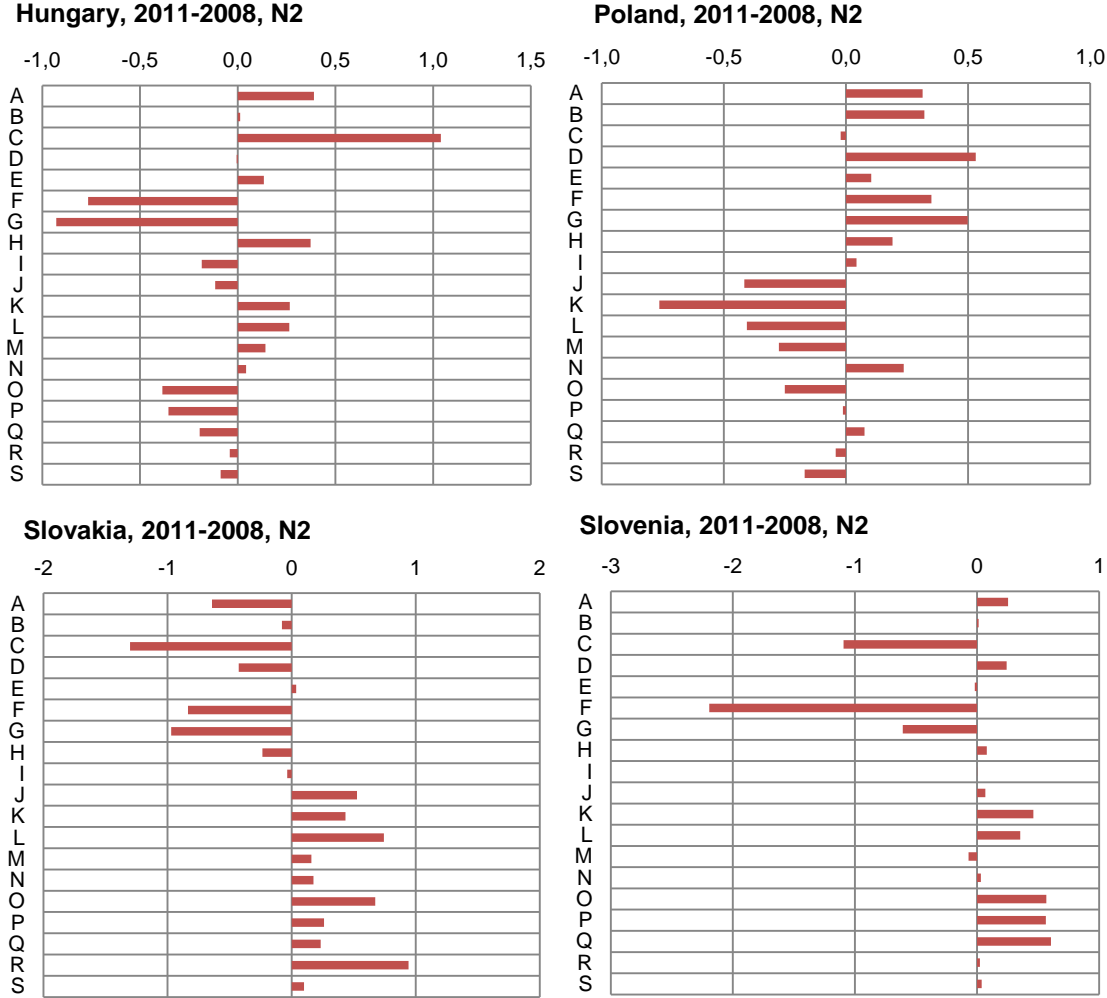 Hungary, 2011-2008, N2
-1,0 -0,5 0,0 0,5 1,0 1,5
A
B
C
D
E
F
G
H
I
J
K
L
M
N
O
P
Q
R
S
Poland, 2011-2008, N2
-1,0 -0,5 0,0 0,5 1,0
A
B
C
D
E
F
G
H
I
J
K
L
M
N
O
P
Q
R
S
Slovakia, 2011-2008, N2
-2 -1 0 1 2
A
B
C
D
E
F
G
H
I
J
K
L
M
N
O
P
Q
R
S
Slovenia, 2011-2008, N2
-3 -2 -1 0 1
A
B
C
D
E
F
G
H
I
J
K
L
M
N
O
P
Q
R
S